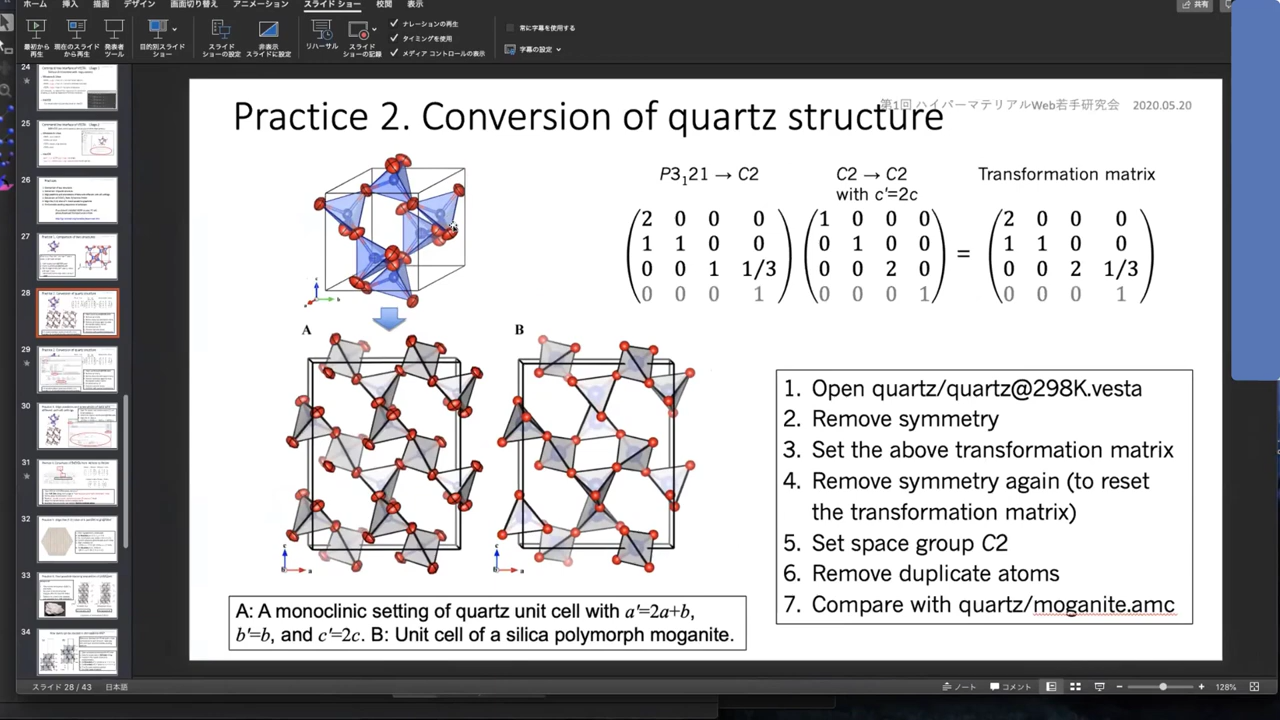 ホーム 挿入 描画 デザイン 画面切り替え アニメーション スライド ショー 校閲 表示
共有
最初から再生
現在のスライドから再生
発表者ツール
目的別スライドショー
スライドショーの設定
非表示スライドに設定
リハーサル
スライドショーの記録
ナレーションの再生
タイミングを使用
メディア コントロールの表示
常に字幕を使用する
字幕の設定
24
25
26
27
28
29
30
31
32
33
34
第1回 ハイパーマテリアルWeb若手研究会 2020.05.20
Practice 2. Conversion of quartz structure
P3₁21 → C2
C2 → C2
with c'=2c
Transformation matrix
2 0 0 0
1 1 0 0
0 0 1 1/3
0 0 0 1
1 0 0 0
0 1 0 0
0 0 2 0
0 0 0 1
=
2 0 0 0
1 1 0 0
0 0 2 1/3
0 0 0 1
A
B
c
a
c
a
1. Open quartz/quartz@298K.vesta
2. Remove symmetry
3. Set the above transformation matrix
4. Remove symmetry again (to reset
the transformation matrix)
5. Set space group C2
6. Remove duplicate atoms
7. Compare with quartz/moganite.amc
A: A monoclinic setting of quartz unit cell with a'=2a+b,
b'=b, and c'=2c. B: Unit cell of a silica polymorph moganite.
スライド 28 / 43 日本語
ノート コメント 128%